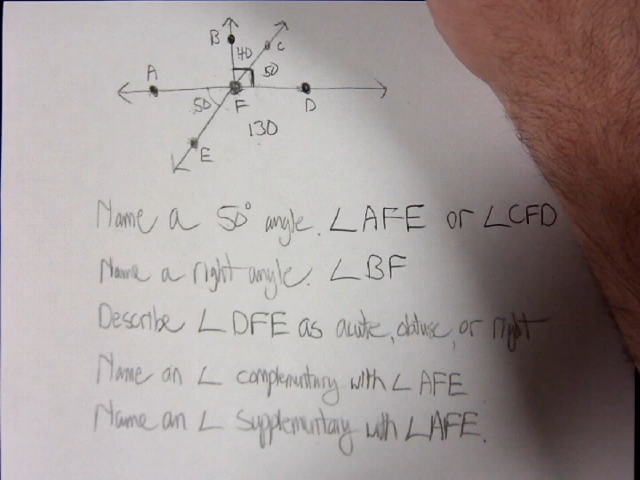 B
C
40
A
50
50
F
D
130
E
Name a 50° angle. ∠AFE or ∠CFD
Name a right angle. ∠BF
Describe ∠DFE as acute, obtuse, or right
Name an ∠ complementary with ∠AFE
Name an ∠ supplementary with ∠AFE.